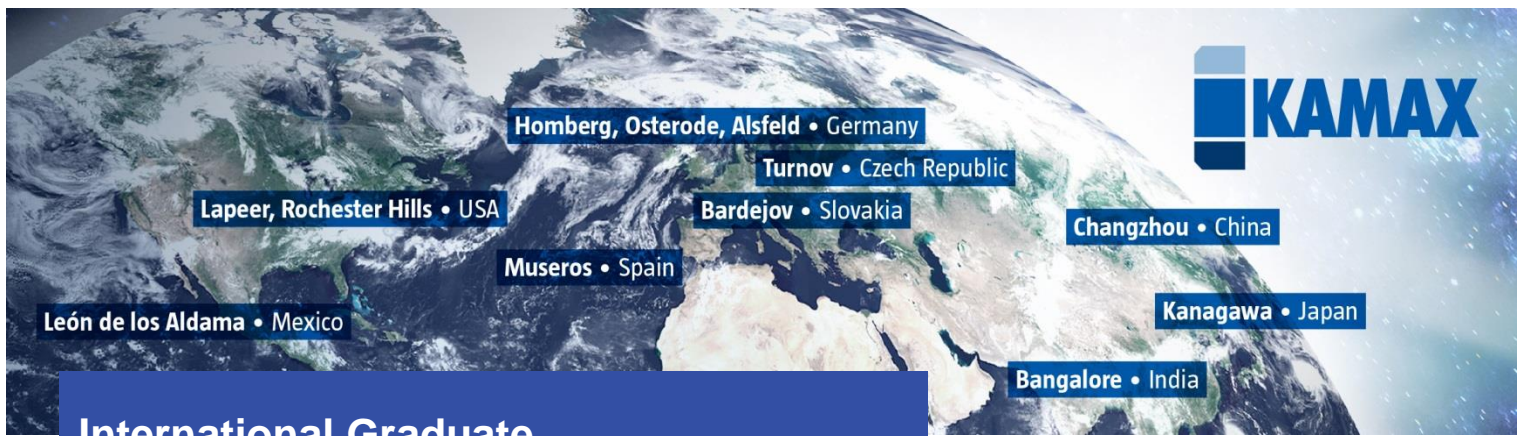 KAMAX
Homberg, Osterode, Alsfeld • Germany
Turnov • Czech Republic
Lapeer, Rochester Hills • USA
Bardejov • Slovakia
Changzhou • China
Museros • Spain
Kanagawa • Japan
León de los Aldama • Mexico
Bangalore • India
International Graduate